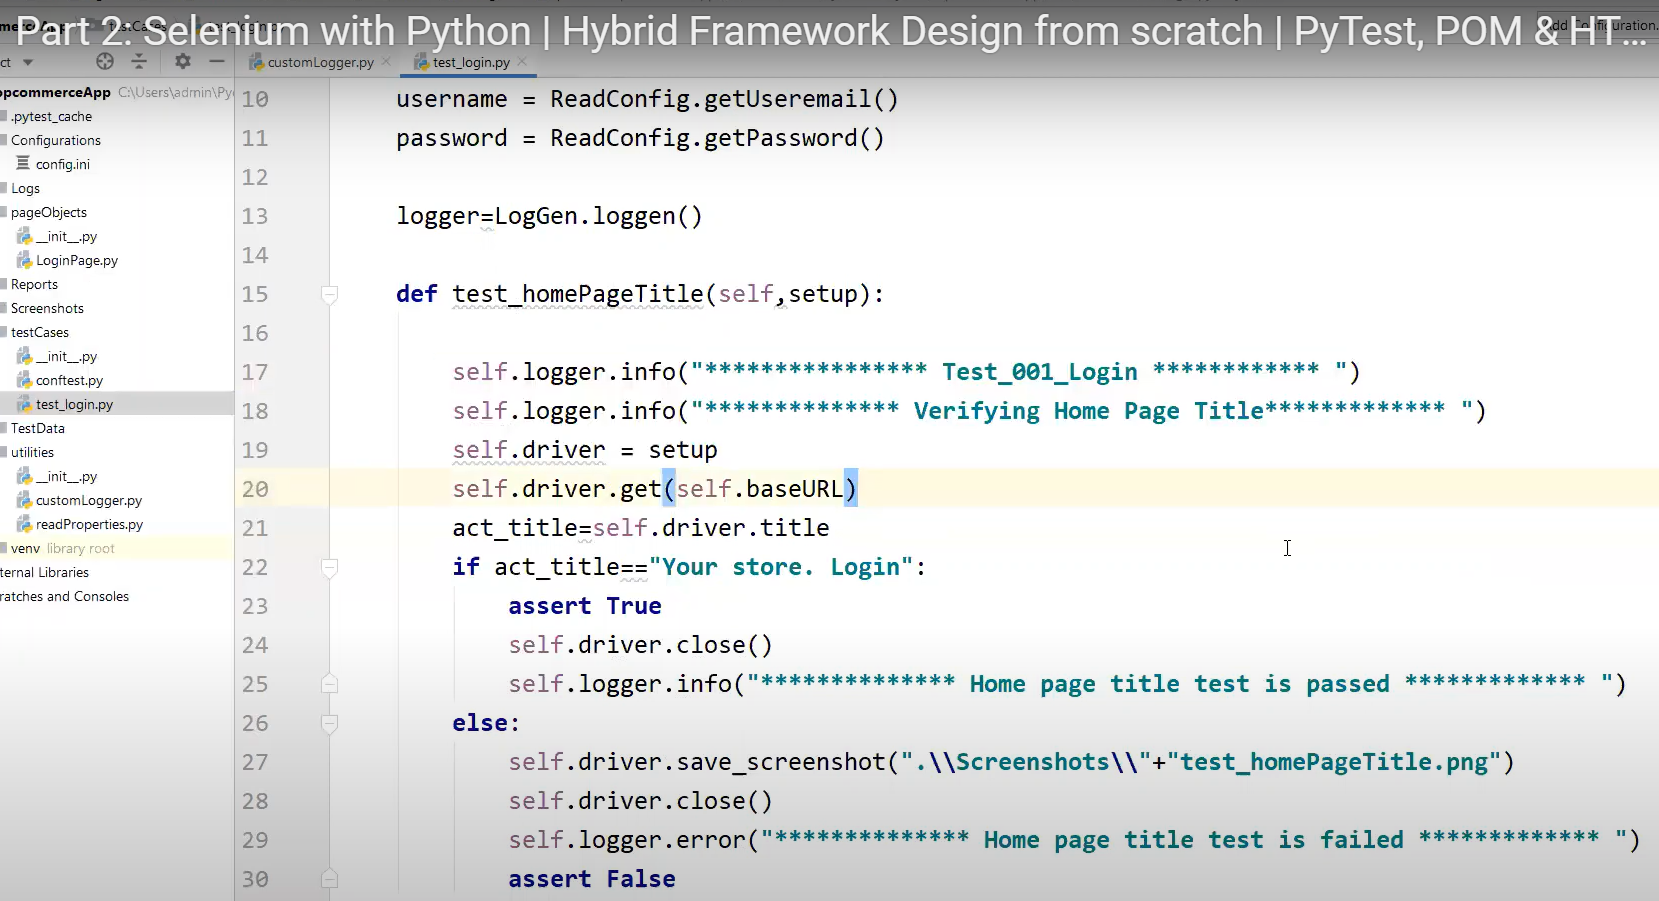 Part 2: Selenium with Python | Hybrid Framework Design from scratch | PyTest, POM & HT...
ct
customLogger.py
test_login.py
opcommerceApp C:\Users\admin\Py
.pytest_cache
Configurations
config.ini
Logs
pageObjects
__init__.py
LoginPage.py
Reports
Screenshots
testCases
__init__.py
conftest.py
test_login.py
TestData
utilities
__init__.py
customLogger.py
readProperties.py
venv library root
ternal Libraries
ratches and Consoles
10 username = ReadConfig.getUseremail()
11 password = ReadConfig.getPassword()
12
13 logger=LogGen.loggen()
14
15 def test_homePageTitle(self,setup):
16
17 self.logger.info("**************** Test_001_Login ************ ")
18 self.logger.info("************** Verifying Home Page Title************* ")
19 self.driver = setup
20 self.driver.get(self.baseURL)
21 act_title=self.driver.title
22 if act_title=="Your store. Login":
23 assert True
24 self.driver.close()
25 self.logger.info("************** Home page title test is passed ************* ")
26 else:
27 self.driver.save_screenshot(".\\Screenshots\\"+"test_homePageTitle.png")
28 self.driver.close()
29 self.logger.error("************** Home page title test is failed ************* ")
30 assert False